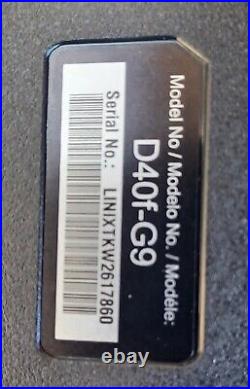 Model No / Modelo No. / Modéle:
D40f-G9
Serial No.: LINIXTKW2617860